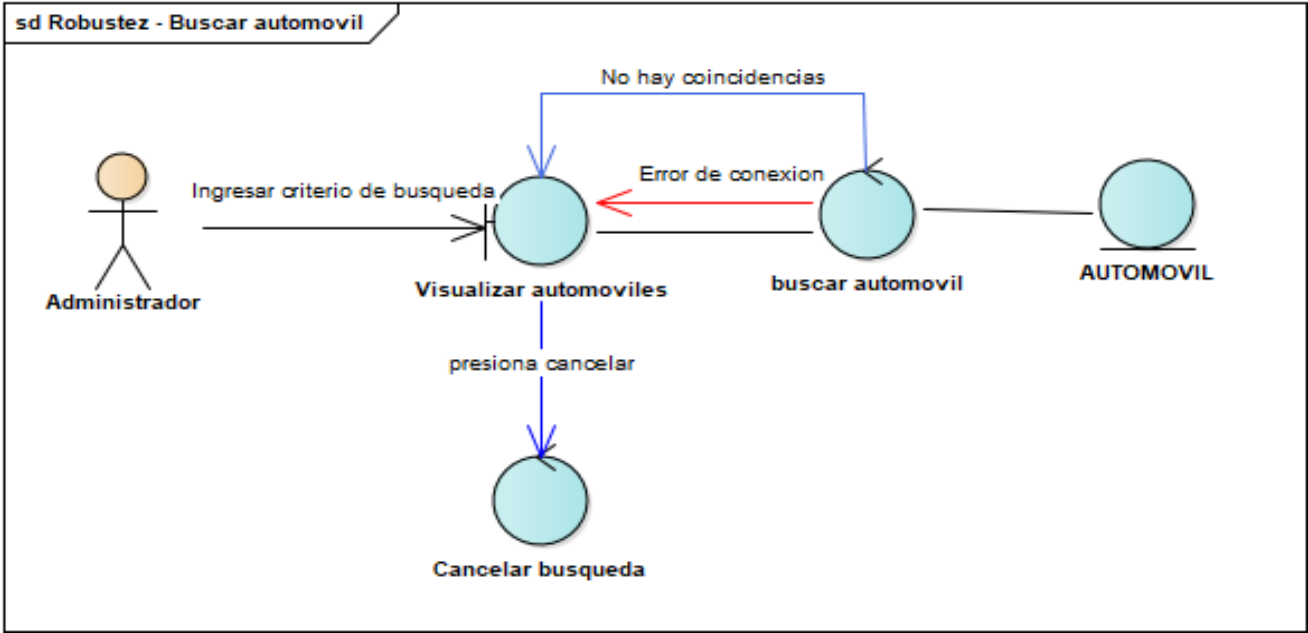 sd Robustez - Buscar automovil
No hay coincidencias
Ingresar criterio de busqueda
Error de conexion
Administrador
Visualizar automoviles
buscar automovil
AUTOMOVIL
presiona cancelar
Cancelar busqueda